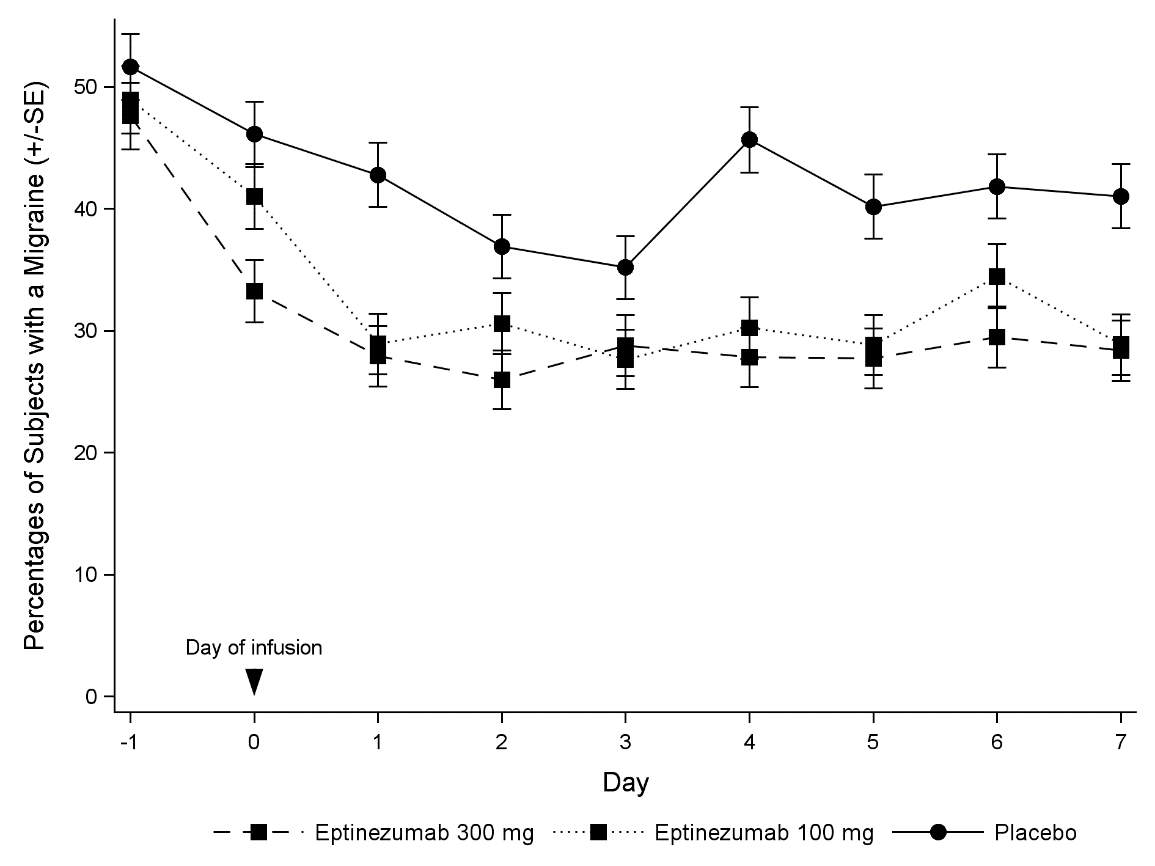 Percentages of Subjects with a Migraine (+/-SE)
50
40
30
20
10
0
Day of infusion
-1 0 1 2 3 4 5 6 7
Day
Eptinezumab 300 mg Eptinezumab 100 mg Placebo